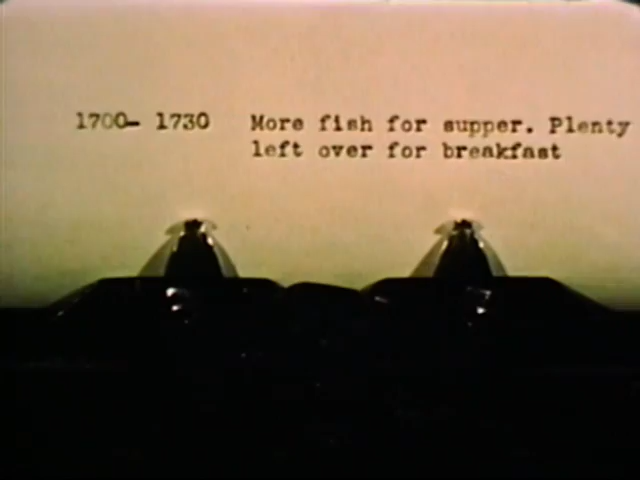 1700- 1730 More fish for supper. Plenty
left over for breakfast